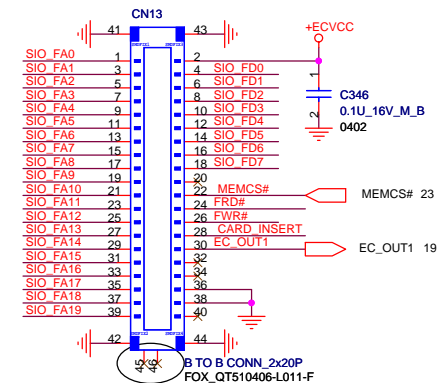 CN13
41 43
+ECVCC
SIO_FA0 1 2
SIO_FA1 3 4 SIO_FD0
SIO_FA2 5 6 SIO_FD1
SIO_FA3 7 8 SIO_FD2
SIO_FA4 9 10 SIO_FD3
SIO_FA5 11 12 SIO_FD4
SIO_FA6 13 14 SIO_FD5
SIO_FA7 15 16 SIO_FD6
SIO_FA8 17 18 SIO_FD7
SIO_FA9 19 20
SIO_FA10 21 22 MEMCS# MEMCS# 23
SIO_FA11 23 24 FRD#
SIO_FA12 25 26 FWR#
SIO_FA13 27 28 CARD_INSERT
SIO_FA14 29 30 EC_OUT1 EC_OUT1 19
SIO_FA15 31 32
SIO_FA16 33 34
SIO_FA17 35 36
SIO_FA18 37 38
SIO_FA19 39 40
42 44
45 46
1
C346
0.1U_16V_M_B
2
0402
B TO B CONN_2x20P
FOX_QT510406-L011-F